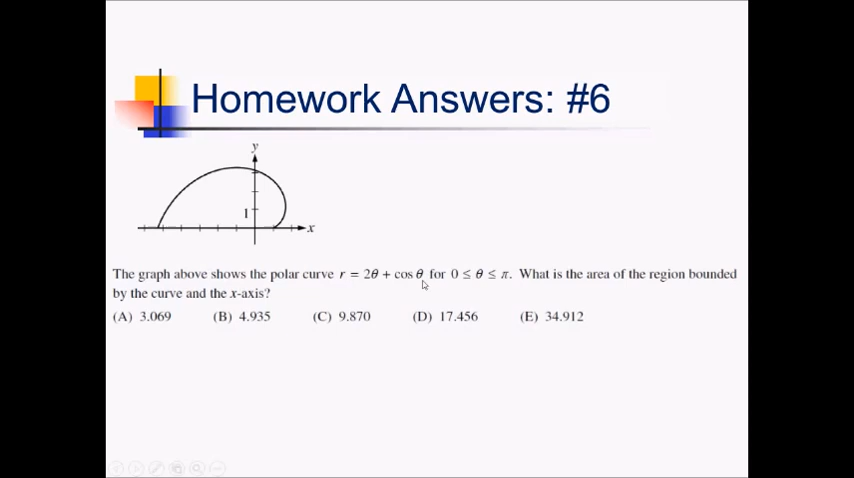 Homework Answers: #6
y
1
x
The graph above shows the polar curve r = 2θ + cos θ for 0 ≤ θ ≤ π. What is the area of the region bounded
by the curve and the x-axis?
(A) 3.069 (B) 4.935 (C) 9.870 (D) 17.456 (E) 34.912